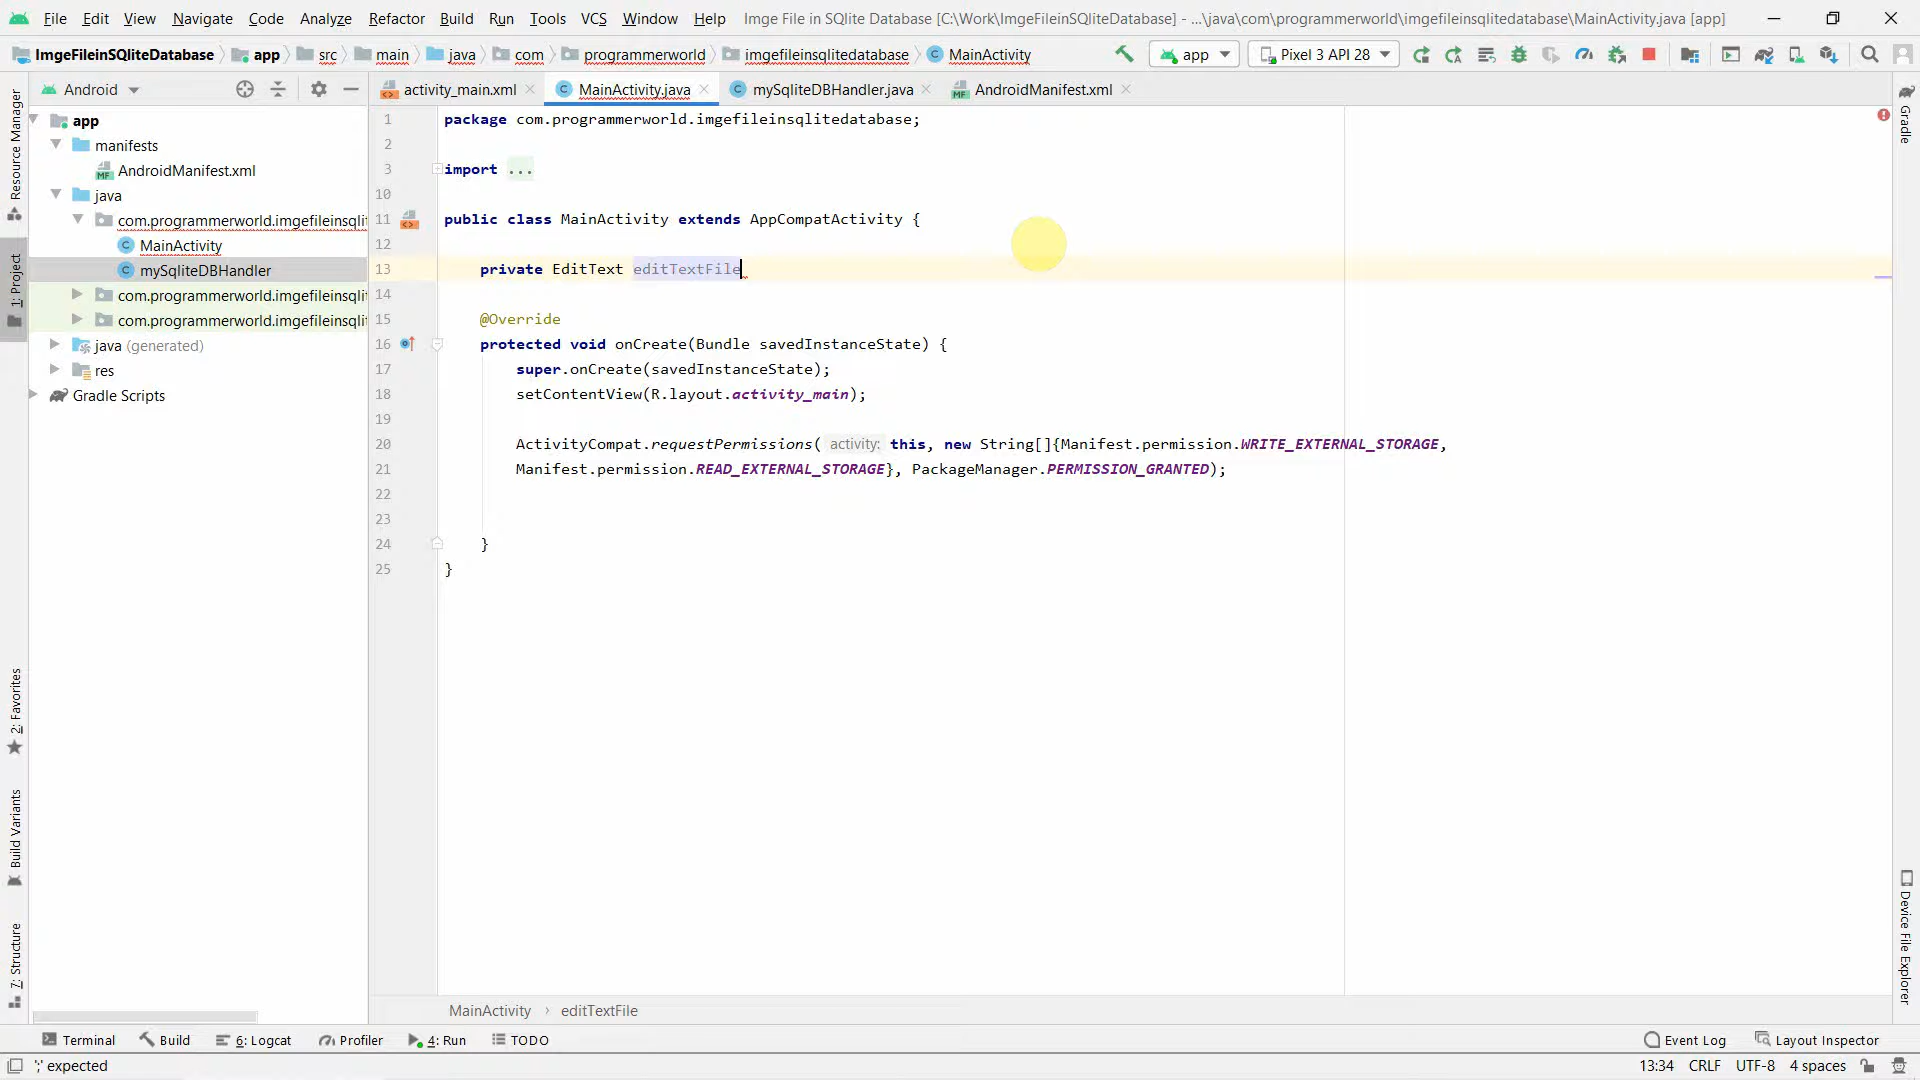 File Edit View Navigate Code Analyze Refactor Build Run Tools VCS Window Help Imge File in SQlite Database [C:\Work\ImgeFileinSQliteDatabase] - ...\java\com\programmerworld\imgefileinsqlitedatabase\MainActivity.java [app]
ImgeFileinSQliteDatabase app src main java com programmerworld imgefileinsqlitedatabase MainActivity app Pixel 3 API 28
Android
activity_main.xml MainActivity.java mySqliteDBHandler.java AndroidManifest.xml
Resource Manager
1: Project
2: Favorites
Build Variants
7: Structure
app
manifests
AndroidManifest.xml
java
com.programmerworld.imgefileinsqlit
MainActivity
mySqliteDBHandler
com.programmerworld.imgefileinsqlit
com.programmerworld.imgefileinsqlit
java (generated)
res
Gradle Scripts
1 package com.programmerworld.imgefileinsqlitedatabase;
2
3 import ...
10
11 public class MainActivity extends AppCompatActivity {
12
13 private EditText editTextFile
14
15 @Override
16 protected void onCreate(Bundle savedInstanceState) {
17 super.onCreate(savedInstanceState);
18 setContentView(R.layout.activity_main);
19
20 ActivityCompat.requestPermissions( activity: this, new String[]{Manifest.permission.WRITE_EXTERNAL_STORAGE,
21 Manifest.permission.READ_EXTERNAL_STORAGE}, PackageManager.PERMISSION_GRANTED);
22
23
24 }
25 }
Gradle
Device File Explorer
MainActivity › editTextFile
Terminal Build 6: Logcat Profiler 4: Run TODO Event Log Layout Inspector
';' expected 13:34 CRLF UTF-8 4 spaces